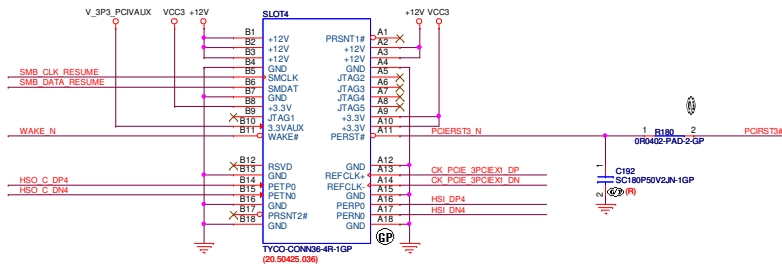 SLOT4
V_3P3_PCIVAUX VCC3 +12V +12V VCC3
B1 +12V PRSNT1# A1
B2 +12V +12V A2
B3 +12V +12V A3
B4 GND GND A4
SMB_CLK_RESUME B5 SMCLK JTAG2 A5
SMB_DATA_RESUME B6 SMDAT JTAG3 A6
B7 GND JTAG4 A7
B8 +3.3V JTAG5 A8
B9 JTAG1 +3.3V A9
B10 3.3VAUX +3.3V A10
WAKE_N B11 WAKE# PERST# A11 PCIERST3_N 1 R180 2 PCIRST3#
0R0402-PAD-2-GP
B12 RSVD GND A12
B13 GND REFCLK+ A13 CK_PCIE_3PCIEX1_DP
HSO_C_DP4 B14 PETP0 REFCLK- A14 CK_PCIE_3PCIEX1_DN
HSO_C_DN4 B15 PETN0 GND A15
B16 GND PERP0 A16 HSI_DP4
B17 PRSNT2# PERN0 A17 HSI_DN4
B18 GND GND A18
1 C192
SC180P50V2JN-1GP
2 (R)
GP
TYCO-CONN36-4R-1GP
(20.50425.036)